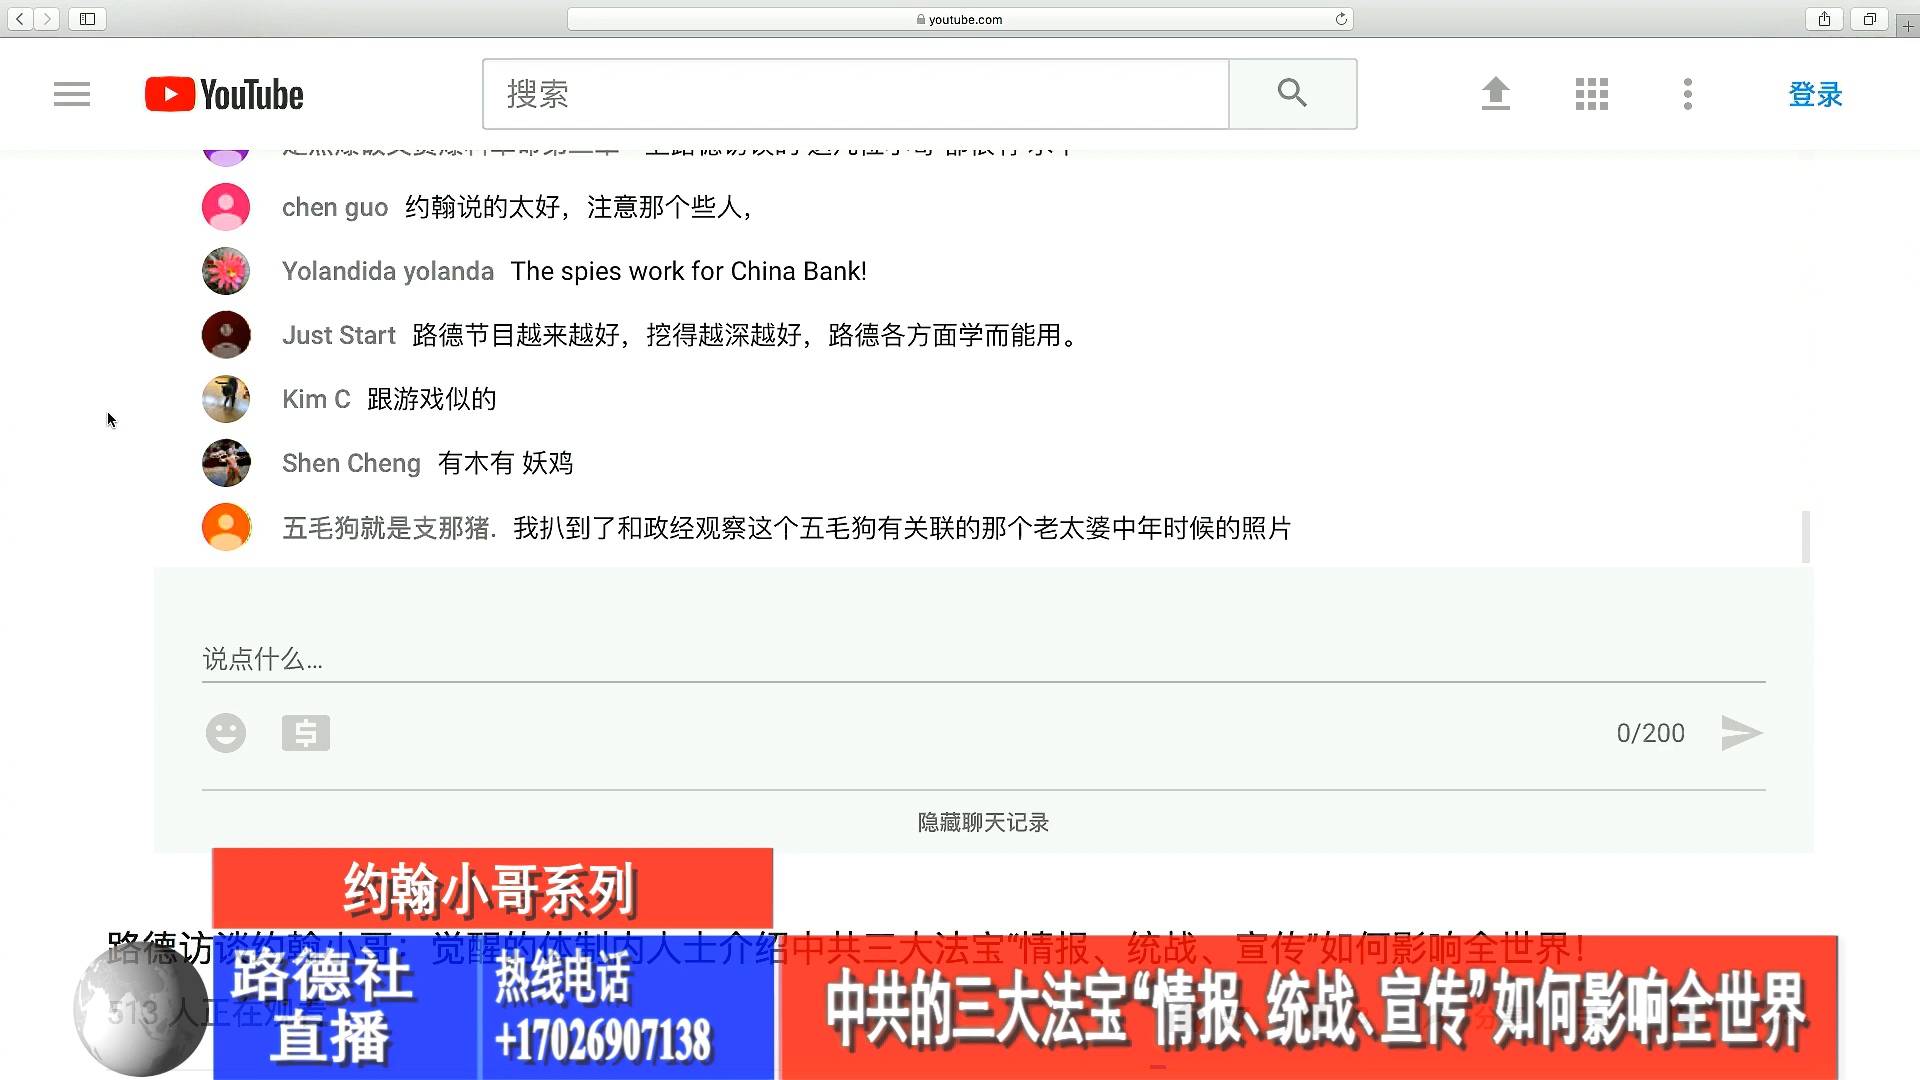 youtube.com
YouTube
搜索
登录
chen guo 约翰说的太好，注意那个些人，
Yolandida yolanda The spies work for China Bank!
Just Start 路德节目越来越好，挖得越深越好，路德各方面学而能用。
Kim C 跟游戏似的
Shen Cheng 有木有 妖鸡
五毛狗就是支那猪. 我扒到了和政经观察这个五毛狗有关联的那个老太婆中年时候的照片
说点什么...
0/200
隐藏聊天记录
约翰小哥系列
路德访谈约翰小哥：觉醒的体制内人士介绍中共三大法宝“情报、统战、宣传”如何影响全世界！
513 人正在观看
路德社
直播
热线电话
+17026907138
中共的三大法宝“情报、统战、宣传”如何影响全世界